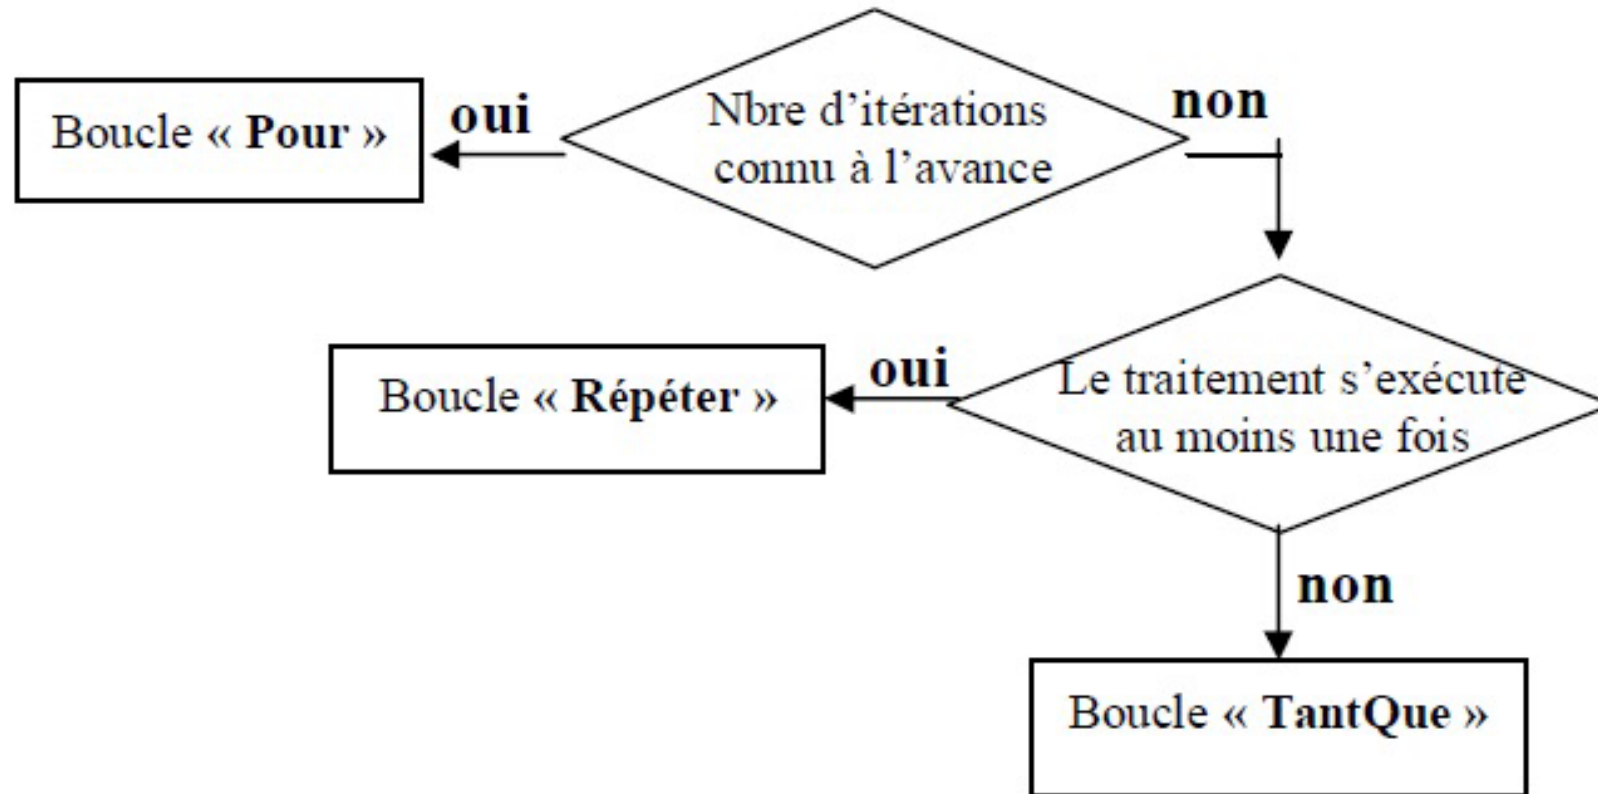 Nbre d'itérations
connu à l'avance
oui
non
Boucle « Pour »
Le traitement s'exécute
au moins une fois
oui
Boucle « Répéter »
non
Boucle « TantQue »